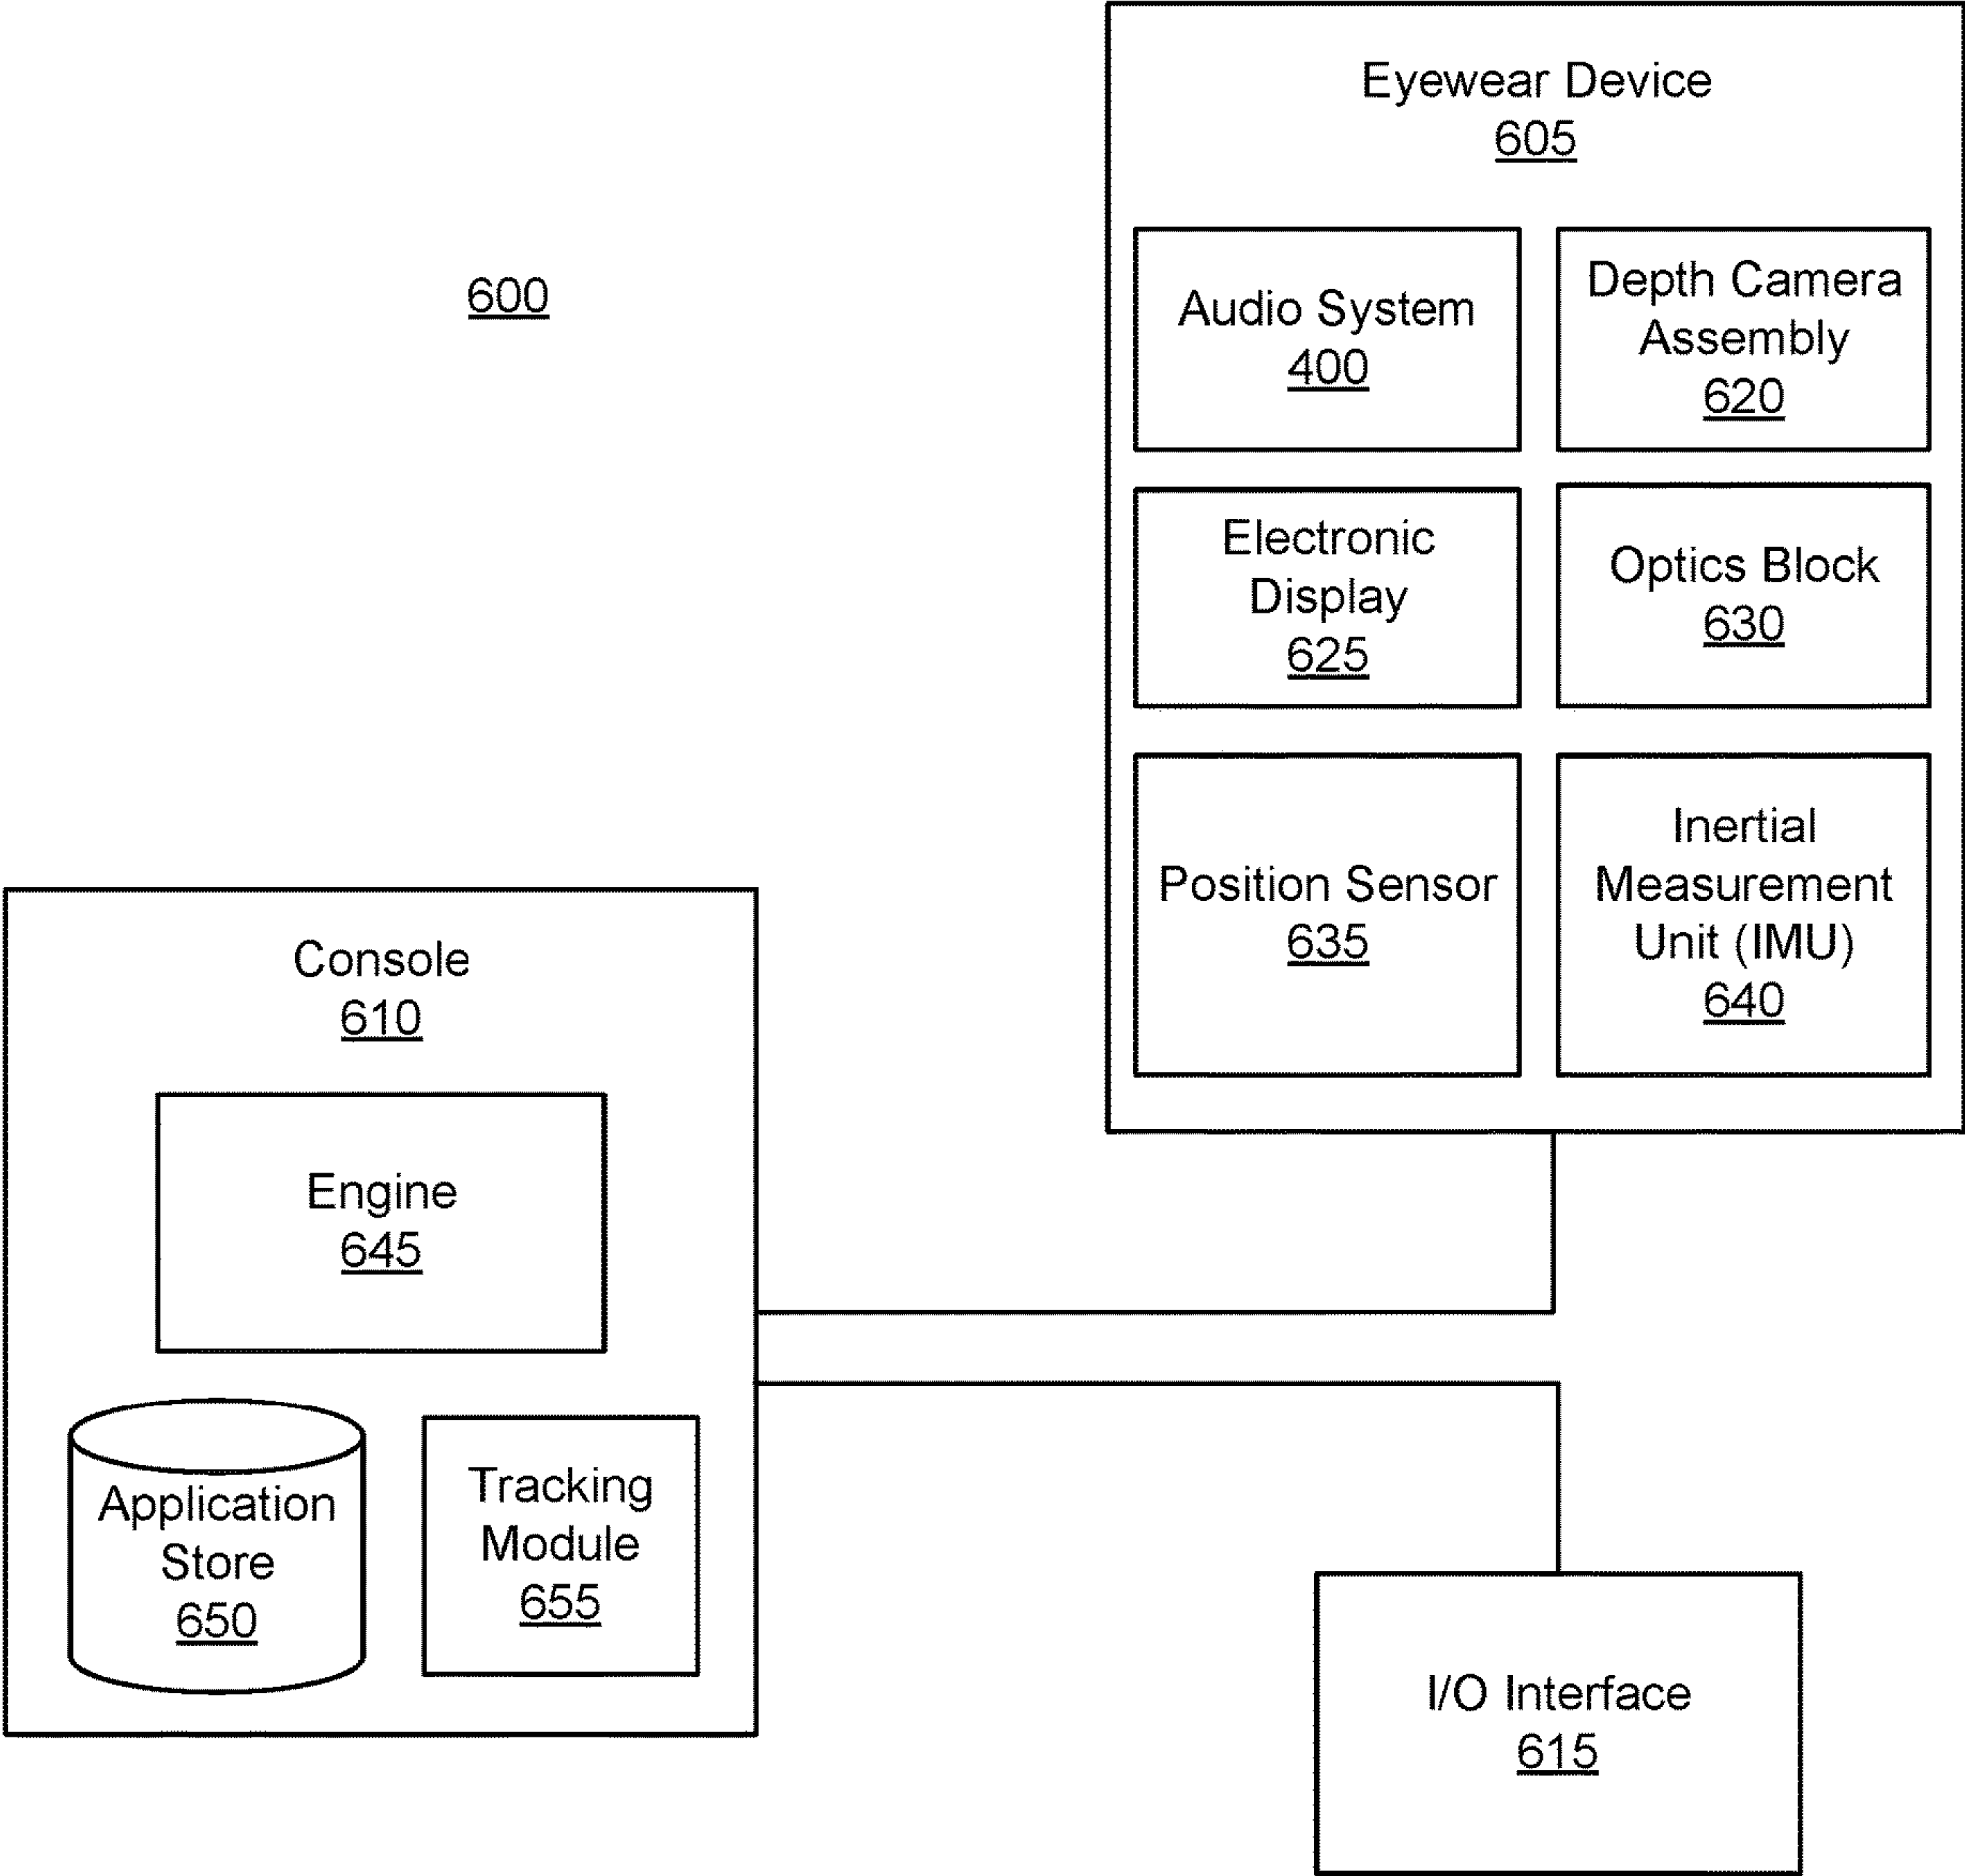 600
Eyewear Device
605
Audio System
400
Depth Camera
Assembly
620
Electronic
Display
625
Optics Block
630
Position Sensor
635
Inertial
Measurement
Unit (IMU)
640
Console
610
Engine
645
Application
Store
650
Tracking
Module
655
I/O Interface
615